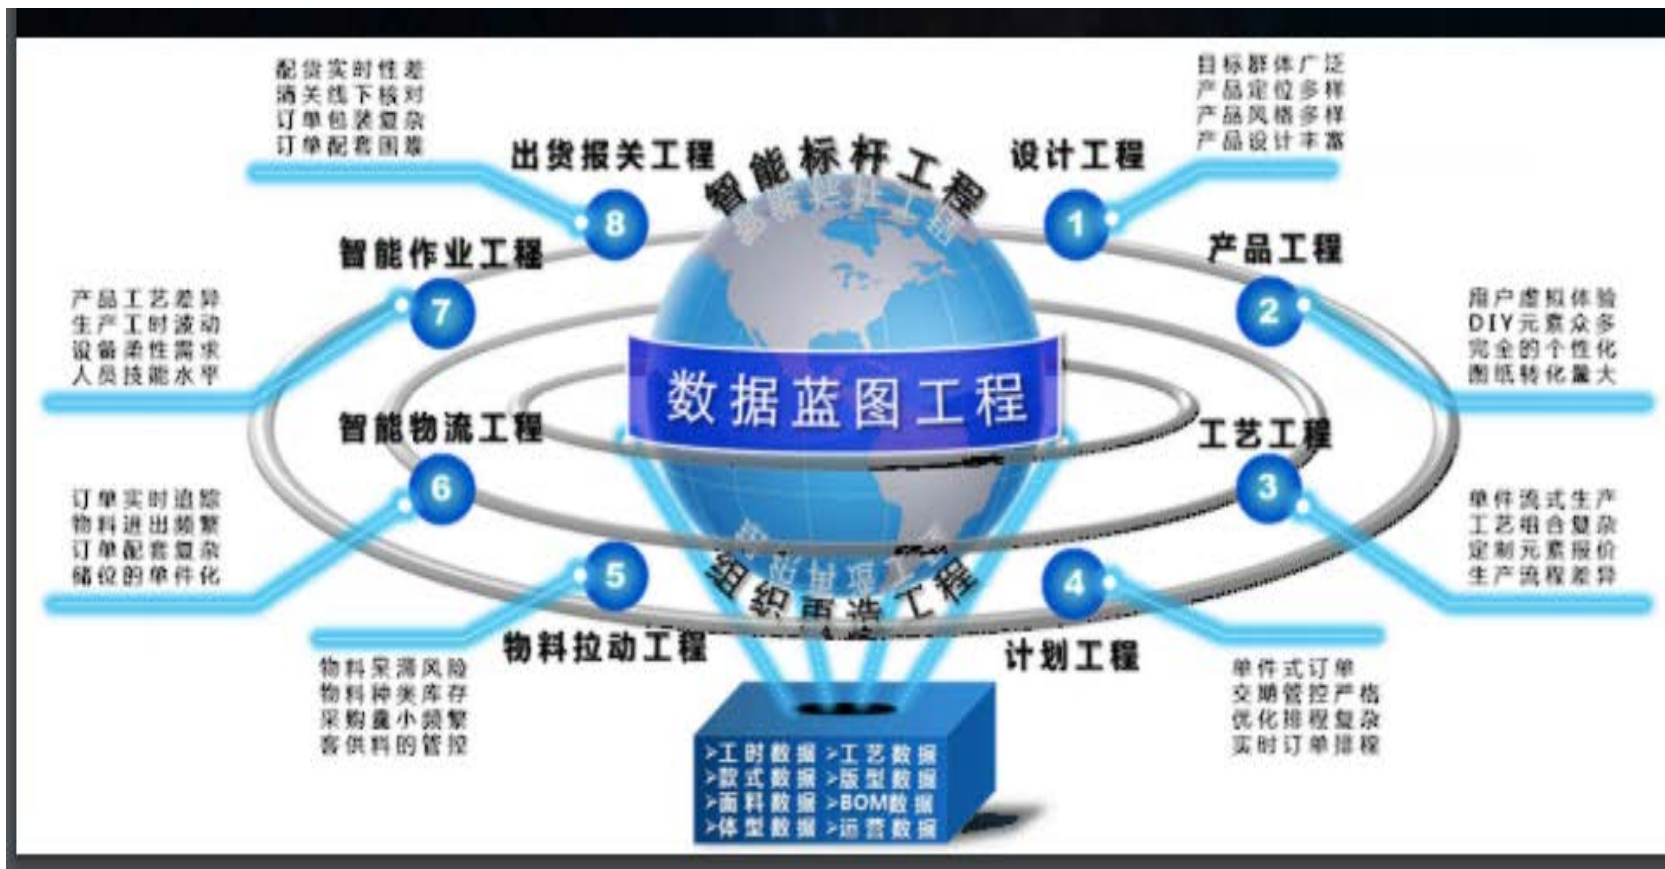 智能标杆工程
数据蓝图工程
组织再造工程
设计工程
1
目标群体广泛
产品定位多样
产品风格多样
产品设计丰富
产品工程
2
用户虚拟体验
DIY元素众多
完全的个性化
图纸转化量大
工艺工程
3
单件流式生产
工艺组合复杂
定制元素报价
生产流程差异
计划工程
4
单件式订单
交期管控严格
优化排程复杂
实时订单排程
物料拉动工程
5
物料呆滞风险
物料种类库存
采购量小频繁
客供料的管控
智能物流工程
6
订单实时追踪
物料进出频繁
订单配套复杂
储位的单件化
智能作业工程
7
产品工艺差异
生产工时波动
设备柔性需求
人员技能水平
出货报关工程
8
配货实时性差
清关线下核对
订单包装复杂
订单配套困难
➢工时数据 ➢工艺数据
➢款式数据 ➢版型数据
➢面料数据 ➢BOM数据
➢体型数据 ➢运营数据